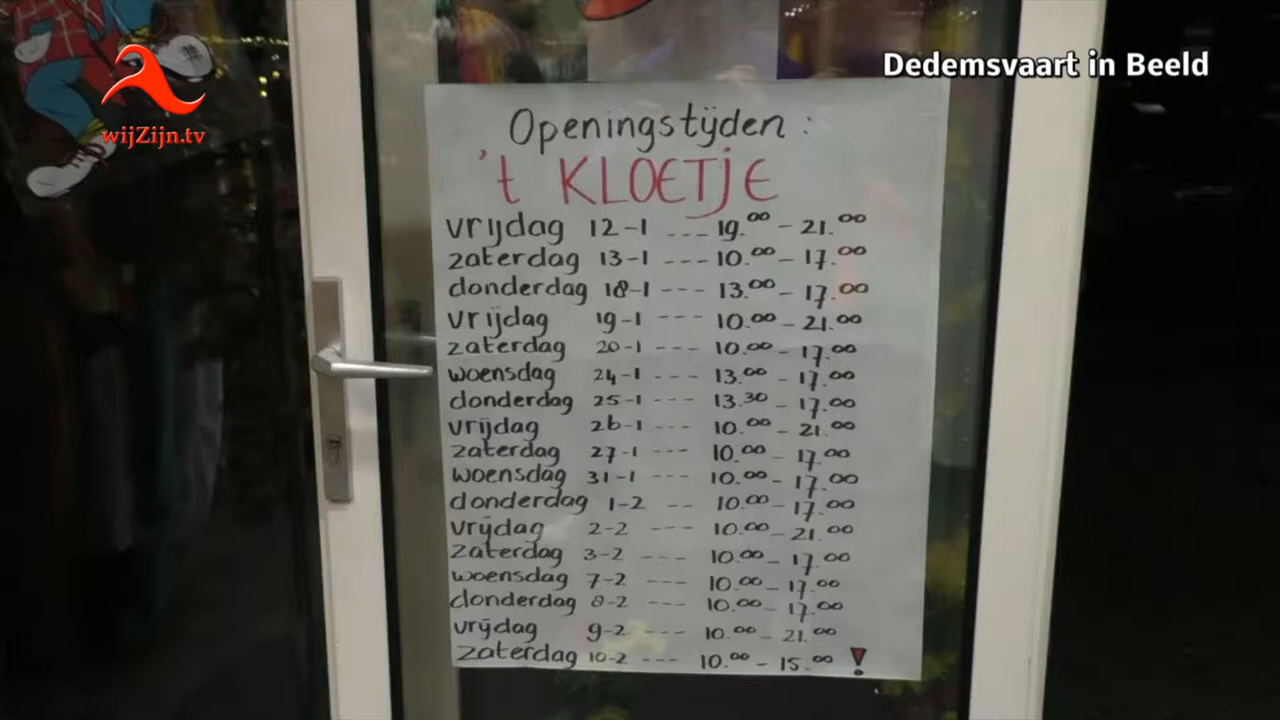 Dedemsvaart in Beeld
wijZijn.tv
Openingstijden :
't KLOETJE
vrijdag 12-1 --- 19.00 - 21.00
zaterdag 13-1 --- 10.00 - 17.00
donderdag 18-1 --- 13.00 - 17.00
vrijdag 19-1 --- 10.00 - 21.00
zaterdag 20-1 --- 10.00 - 17.00
woensdag 24-1 --- 13.00 - 17.00
donderdag 25-1 --- 13.30 - 17.00
vrijdag 26-1 --- 10.00 - 21.00
zaterdag 27-1 --- 10.00 - 17.00
woensdag 31-1 --- 10.00 - 17.00
donderdag 1-2 -- 10.00 - 17.00
vrijdag 2-2 --- 10.00 - 21.00
zaterdag 3-2 --- 10.00 - 17.00
woensdag 7-2 --- 10.00 - 17.00
donderdag 8-2 --- 10.00 - 17.00
vrijdag 9-2 --- 10.00 - 21.00
zaterdag 10-2 --- 10.00 - 15.00 !